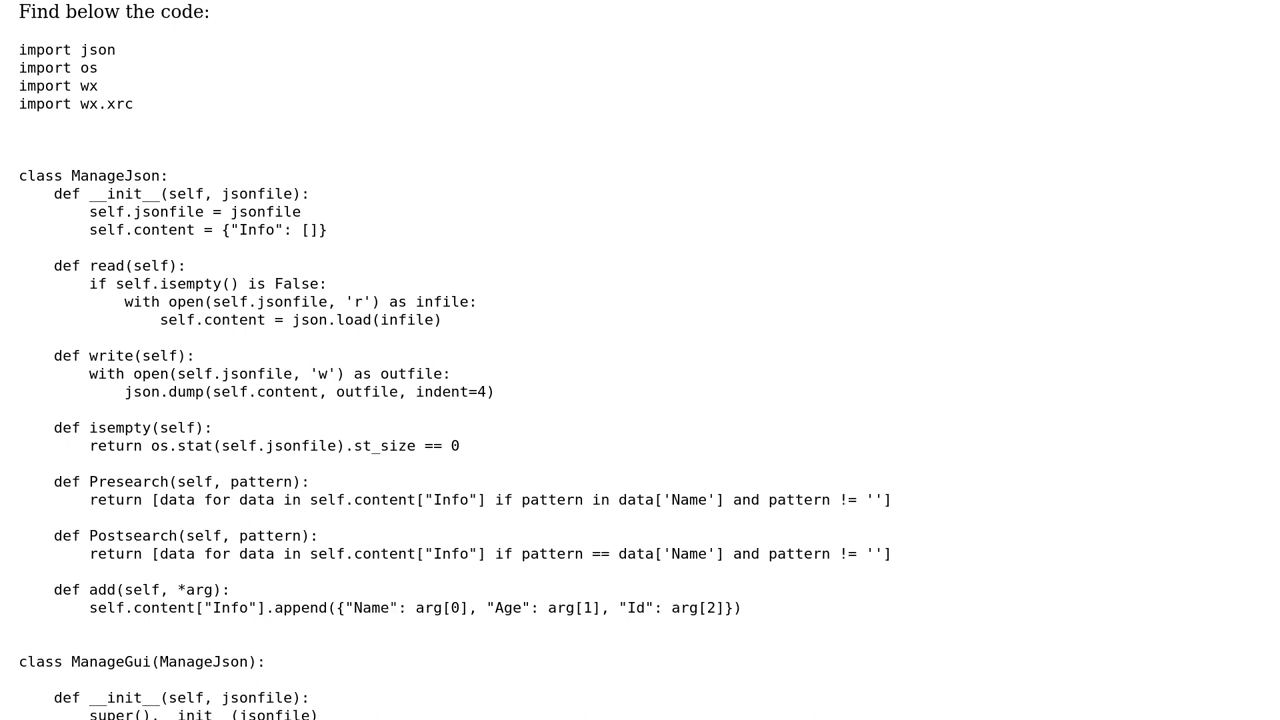 Find below the code:
import json
import os
import wx
import wx.xrc
class ManageJson:
    def __init__(self, jsonfile):
        self.jsonfile = jsonfile
        self.content = {"Info": []}
    def read(self):
        if self.isempty() is False:
            with open(self.jsonfile, 'r') as infile:
                self.content = json.load(infile)
    def write(self):
        with open(self.jsonfile, 'w') as outfile:
            json.dump(self.content, outfile, indent=4)
    def isempty(self):
        return os.stat(self.jsonfile).st_size == 0
    def Presearch(self, pattern):
        return [data for data in self.content["Info"] if pattern in data['Name'] and pattern != '']
    def Postsearch(self, pattern):
        return [data for data in self.content["Info"] if pattern == data['Name'] and pattern != '']
    def add(self, *arg):
        self.content["Info"].append({"Name": arg[0], "Age": arg[1], "Id": arg[2]})
class ManageGui(ManageJson):
    def __init__(self, jsonfile):
        super().__init__(jsonfile)